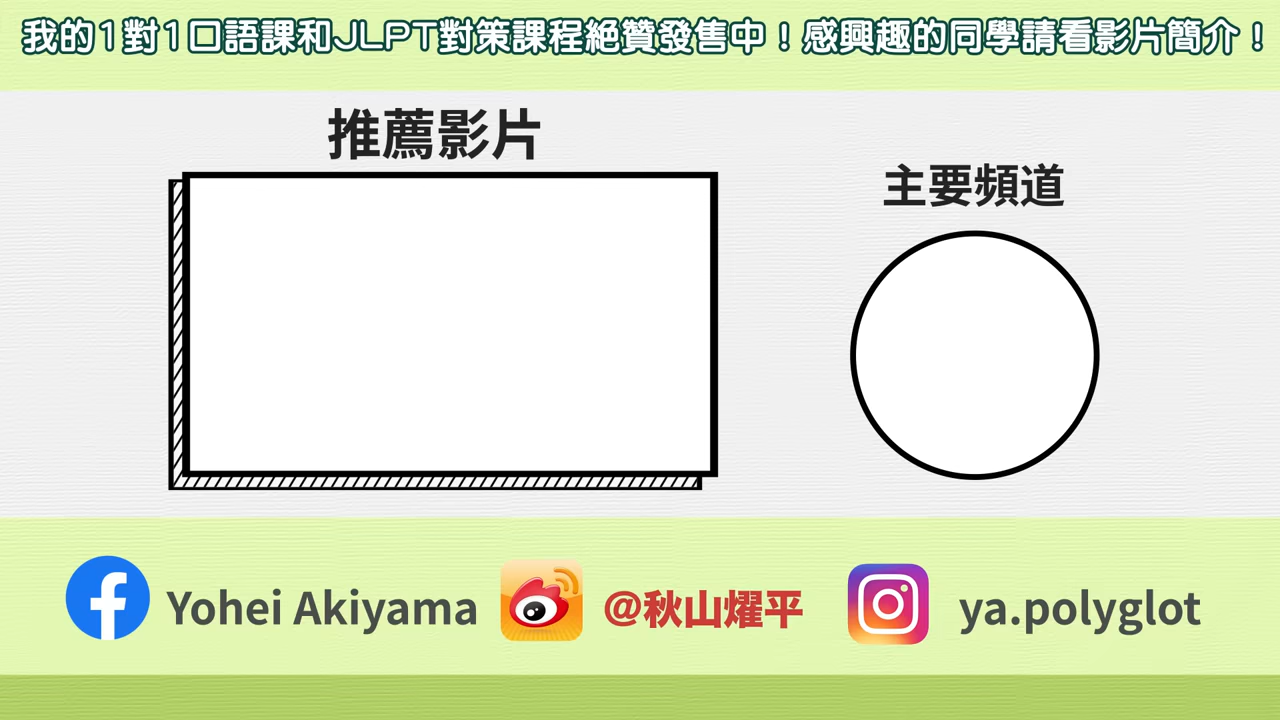 我的1對1口語課和JLPT對策課程絕贊發售中！感興趣的同學請看影片簡介！
推薦影片
主要頻道
Yohei Akiyama
@秋山燿平
ya.polyglot